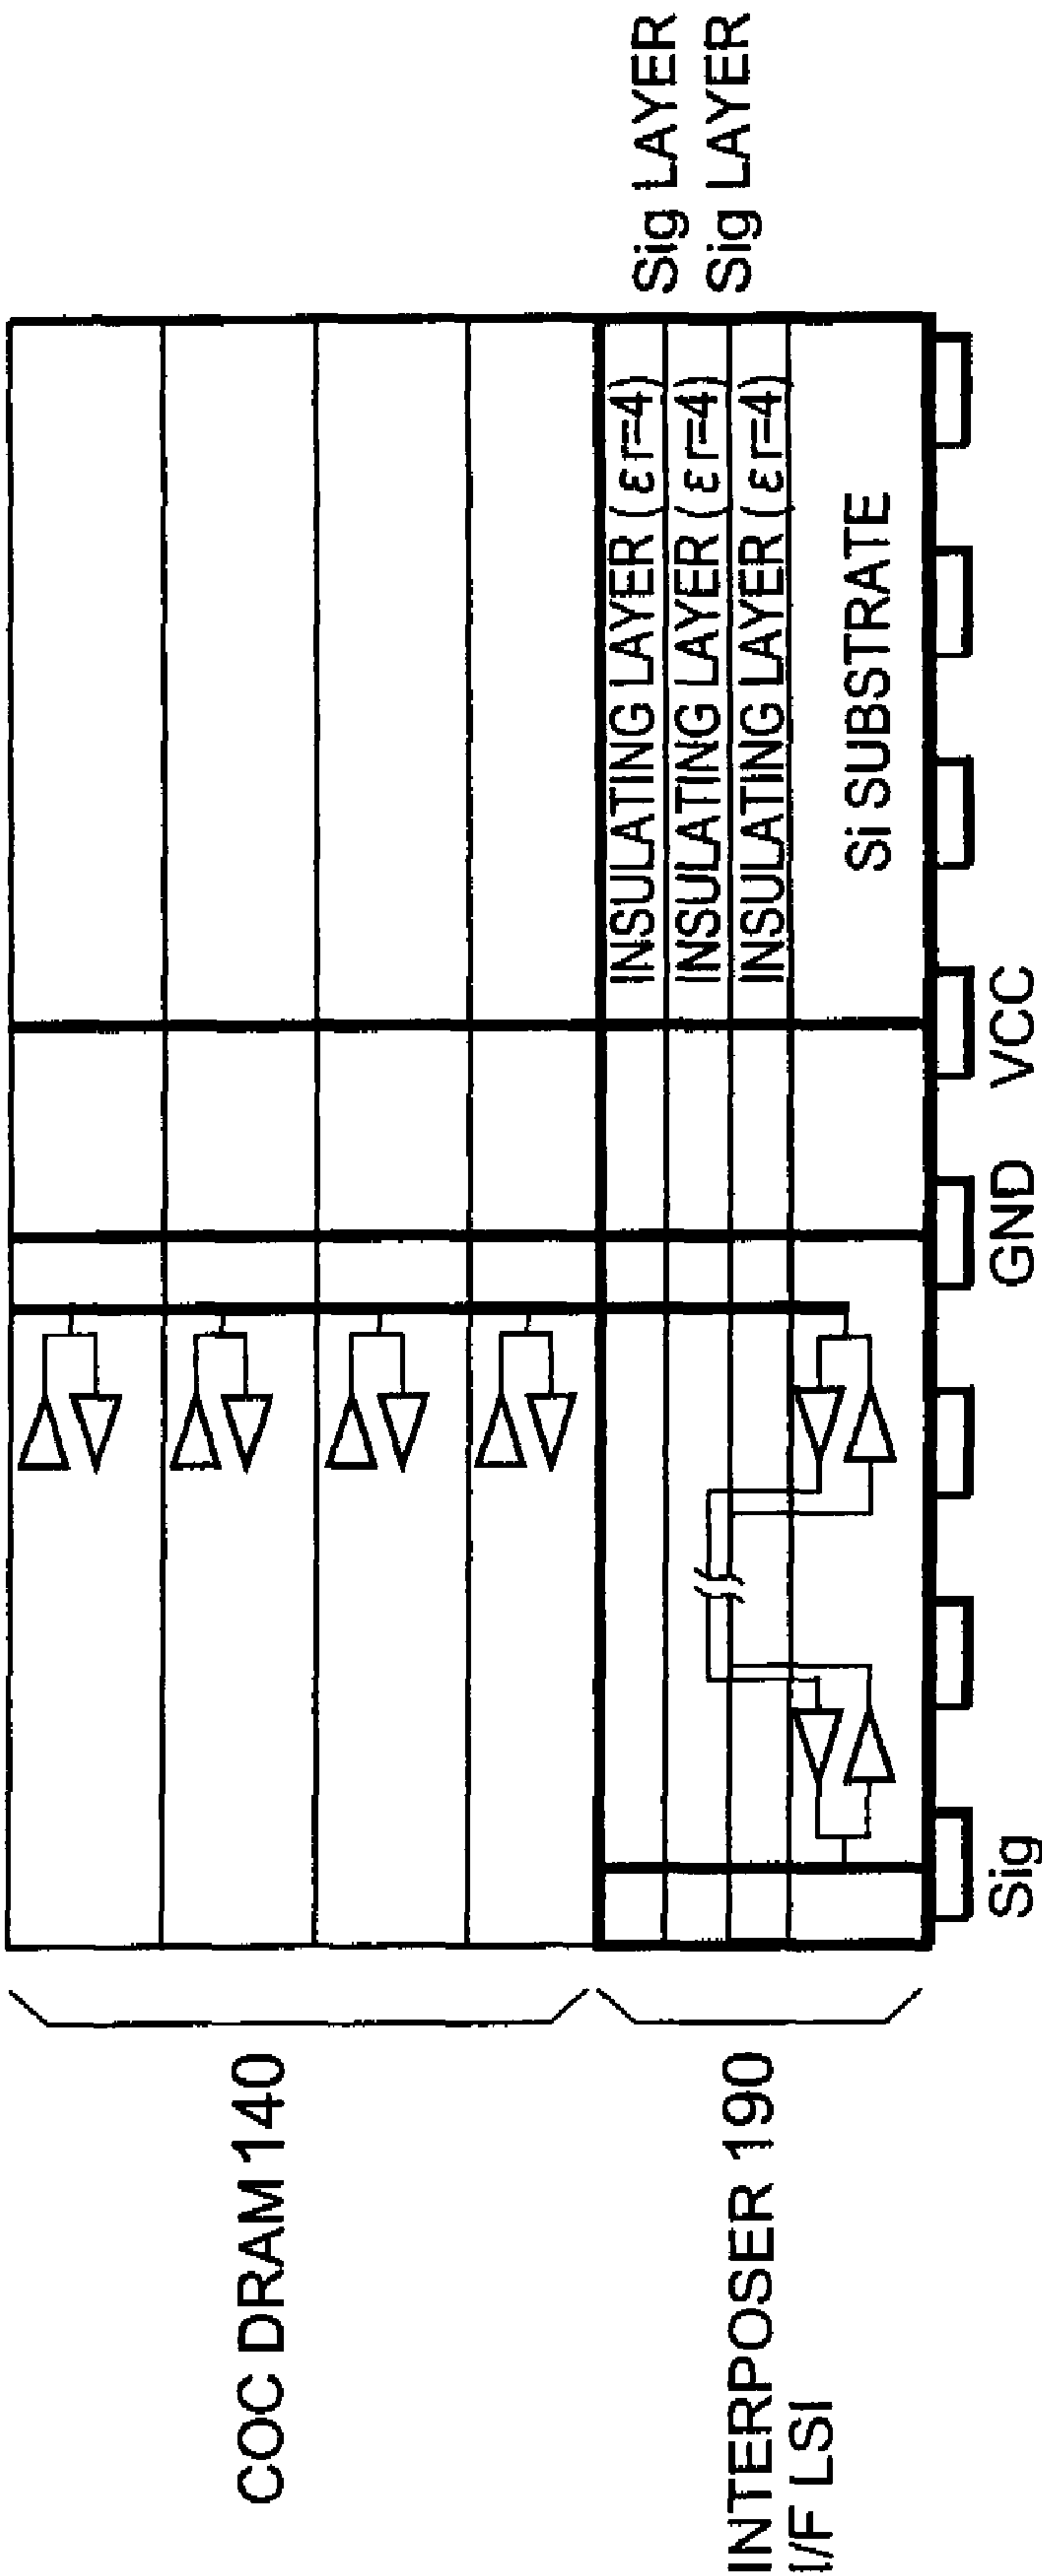 COC DRAM 140
INTERPOSER 190
I/F LSI
Sig LAYER
Sig LAYER
INSULATING LAYER (εr=4)
INSULATING LAYER (εr=4)
INSULATING LAYER (εr=4)
Si SUBSTRATE
Sig
GND
VCC